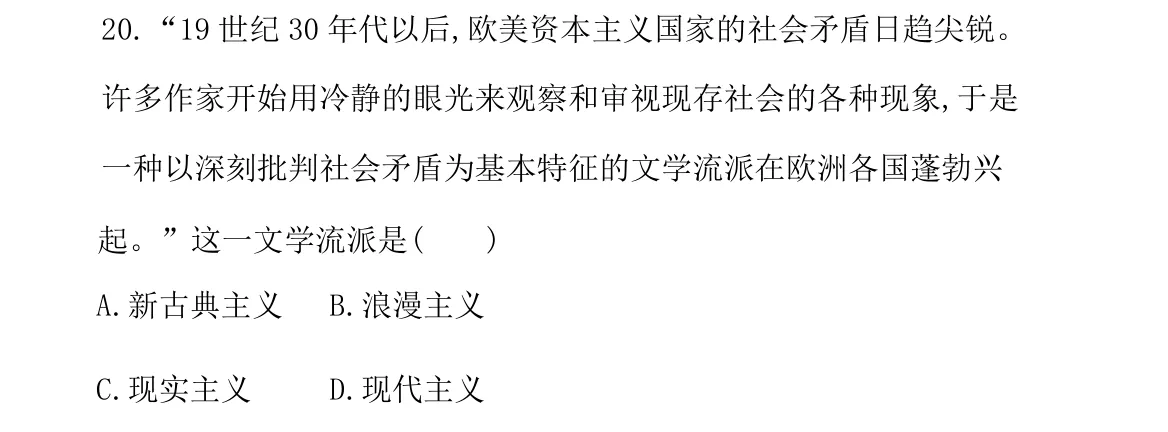 20.“19世纪30年代以后,欧美资本主义国家的社会矛盾日趋尖锐。
许多作家开始用冷静的眼光来观察和审视现存社会的各种现象,于是
一种以深刻批判社会矛盾为基本特征的文学流派在欧洲各国蓬勃兴
起。”这一文学流派是(　　)
A.新古典主义　B.浪漫主义
C.现实主义　　D.现代主义